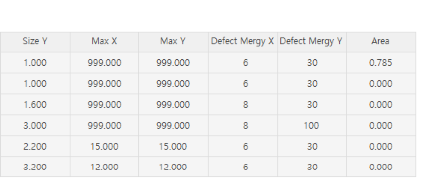 Size Y Max X Max Y Defect Mergy X Defect Mergy Y Area
1.000 999.000 999.000 6 30 0.785
1.000 999.000 999.000 6 30 0.000
1.600 999.000 999.000 8 30 0.000
3.000 999.000 999.000 8 100 0.000
2.200 15.000 15.000 6 30 0.000
3.200 12.000 12.000 6 30 0.000